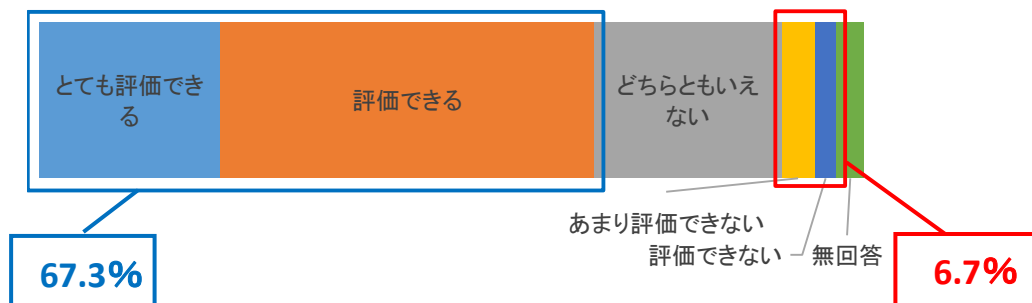 とても評価でき
る
評価できる
どちらともいえ
ない
あまり評価できない
評価できない
無回答
67.3%
6.7%